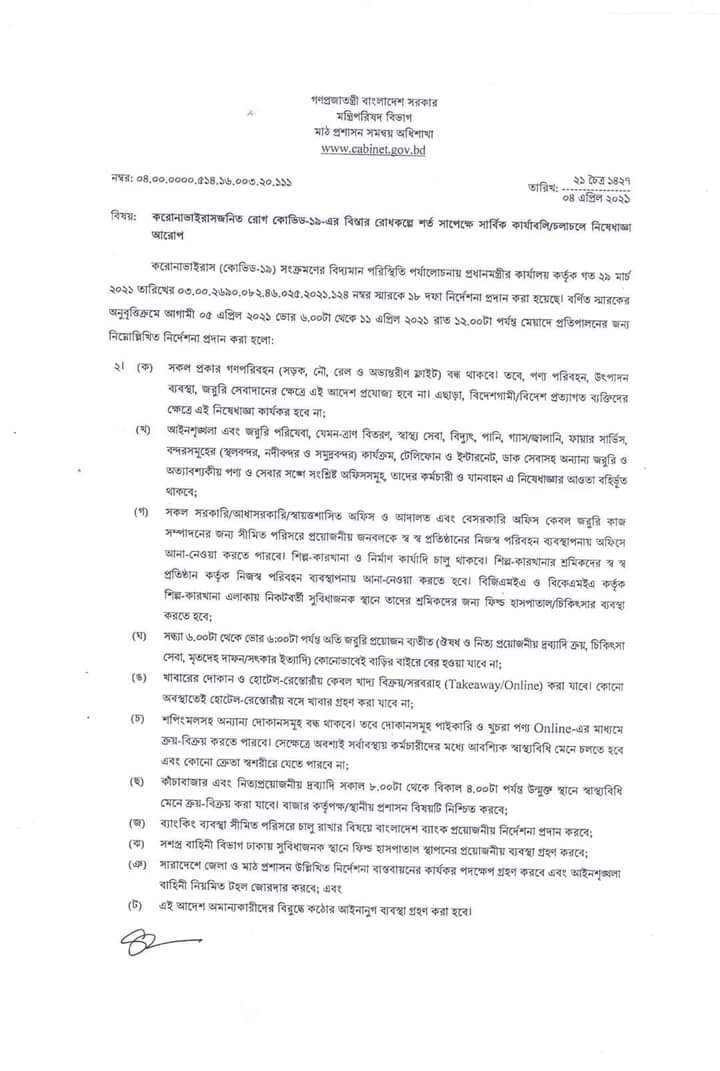 গণপ্রজাতন্ত্রী বাংলাদেশ সরকার
মন্ত্রিপরিষদ বিভাগ
মাঠ প্রশাসন সমন্বয় অধিশাখা
www.cabinet.gov.bd
নম্বর: ০৪.০০.০০০০.৫১৪.১৬.০০৩.২০.১১১
তারিখ: ২১ চৈত্র ১৪২৭
০৪ এপ্রিল ২০২১
বিষয়: করোনাভাইরাসজনিত রোগ কোভিড-১৯-এর বিস্তার রোধকল্পে শর্ত সাপেক্ষে সার্বিক কার্যাবলি/চলাচলে নিষেধাজ্ঞা
আরোপ
করোনাভাইরাস (কোভিড-১৯) সংক্রমণের বিদ্যমান পরিস্থিতি পর্যালোচনায় প্রধানমন্ত্রীর কার্যালয় কর্তৃক গত ২৯ মার্চ
২০২১ তারিখের ০৩.০০.২৬৯০.০৮২.৪৬.০২৫.২০২১.১২৪ নম্বর স্মারকে ১৮ দফা নির্দেশনা প্রদান করা হয়েছে। বর্ণিত স্মারকের
অনুবৃত্তিক্রমে আগামী ০৫ এপ্রিল ২০২১ ভোর ৬.০০টা থেকে ১১ এপ্রিল ২০২১ রাত ১২.০০টা পর্যন্ত মেয়াদে প্রতিপালনের জন্য
নিম্নোল্লিখিত নির্দেশনা প্রদান করা হলো:
২। (ক) সকল প্রকার গণপরিবহন (সড়ক, নৌ, রেল ও অভ্যন্তরীণ ফ্লাইট) বন্ধ থাকবে। তবে, পণ্য পরিবহন, উৎপাদন
ব্যবস্থা, জরুরি সেবাদানের ক্ষেত্রে এই আদেশ প্রযোজ্য হবে না। এছাড়া, বিদেশগামী/বিদেশ প্রত্যাগত ব্যক্তিদের
ক্ষেত্রে এই নিষেধাজ্ঞা কার্যকর হবে না;
(খ) আইনশৃঙ্খলা এবং জরুরি পরিষেবা, যেমন-ত্রাণ বিতরণ, স্বাস্থ্য সেবা, বিদ্যুৎ, পানি, গ্যাস/জ্বালানি, ফায়ার সার্ভিস,
বন্দরসমূহের (স্থলবন্দর, নদীবন্দর ও সমুদ্রবন্দর) কার্যক্রম, টেলিফোন ও ইন্টারনেট, ডাক সেবাসহ অন্যান্য জরুরি ও
অত্যাবশ্যকীয় পণ্য ও সেবার সঙ্গে সংশ্লিষ্ট অফিসসমূহ, তাদের কর্মচারী ও যানবাহন এ নিষেধাজ্ঞার আওতা বহির্ভূত
থাকবে;
(গ) সকল সরকারি/আধাসরকারি/স্বায়ত্তশাসিত অফিস ও আদালত এবং বেসরকারি অফিস কেবল জরুরি কাজ
সম্পাদনের জন্য সীমিত পরিসরে প্রয়োজনীয় জনবলকে স্ব স্ব প্রতিষ্ঠানের নিজস্ব পরিবহন ব্যবস্থাপনায় অফিসে
আনা-নেওয়া করতে পারবে। শিল্প-কারখানা ও নির্মাণ কার্যাদি চালু থাকবে। শিল্প-কারখানার শ্রমিকদের স্ব স্ব
প্রতিষ্ঠান কর্তৃক নিজস্ব পরিবহন ব্যবস্থাপনায় আনা-নেওয়া করতে হবে। বিজিএমইএ ও বিকেএমইএ কর্তৃক
শিল্প-কারখানা এলাকায় নিকটবর্তী সুবিধাজনক স্থানে তাদের শ্রমিকদের জন্য ফিল্ড হাসপাতাল/চিকিৎসার ব্যবস্থা
করতে হবে;
(ঘ) সন্ধ্যা ৬.০০টা থেকে ভোর ৬:০০টা পর্যন্ত অতি জরুরি প্রয়োজন ব্যতীত (ঔষধ ও নিত্য প্রয়োজনীয় দ্রব্যাদি ক্রয়, চিকিৎসা
সেবা, মৃতদেহ দাফন/সৎকার ইত্যাদি) কোনোভাবেই বাড়ির বাইরে বের হওয়া যাবে না;
(ঙ) খাবারের দোকান ও হোটেল-রেস্তোরাঁয় কেবল খাদ্য বিক্রয়/সরবরাহ (Takeaway/Online) করা যাবে। কোনো
অবস্থাতেই হোটেল-রেস্তোরাঁয় বসে খাবার গ্রহণ করা যাবে না;
(চ) শপিংমলসহ অন্যান্য দোকানসমূহ বন্ধ থাকবে। তবে দোকানসমূহ পাইকারি ও খুচরা পণ্য Online-এর মাধ্যমে
ক্রয়-বিক্রয় করতে পারবে। সেক্ষেত্রে অবশ্যই সর্বাবস্থায় কর্মচারীদের মধ্যে আবশ্যিক স্বাস্থ্যবিধি মেনে চলতে হবে
এবং কোনো ক্রেতা স্বশরীরে যেতে পারবে না;
(ছ) কাঁচাবাজার এবং নিত্যপ্রয়োজনীয় দ্রব্যাদি সকাল ৮.০০টা থেকে বিকাল ৪.০০টা পর্যন্ত উন্মুক্ত স্থানে স্বাস্থ্যবিধি
মেনে ক্রয়-বিক্রয় করা যাবে। বাজার কর্তৃপক্ষ/স্থানীয় প্রশাসন বিষয়টি নিশ্চিত করবে;
(জ) ব্যাংকিং ব্যবস্থা সীমিত পরিসরে চালু রাখার বিষয়ে বাংলাদেশ ব্যাংক প্রয়োজনীয় নির্দেশনা প্রদান করবে;
(ঝ) সশস্ত্র বাহিনী বিভাগ ঢাকায় সুবিধাজনক স্থানে ফিল্ড হাসপাতাল স্থাপনের প্রয়োজনীয় ব্যবস্থা গ্রহণ করবে;
(ঞ) সারাদেশে জেলা ও মাঠ প্রশাসন উল্লিখিত নির্দেশনা বাস্তবায়নের কার্যকর পদক্ষেপ গ্রহণ করবে এবং আইনশৃঙ্খলা
বাহিনী নিয়মিত টহল জোরদার করবে; এবং
(ট) এই আদেশ অমান্যকারীদের বিরুদ্ধে কঠোর আইনানুগ ব্যবস্থা গ্রহণ করা হবে।